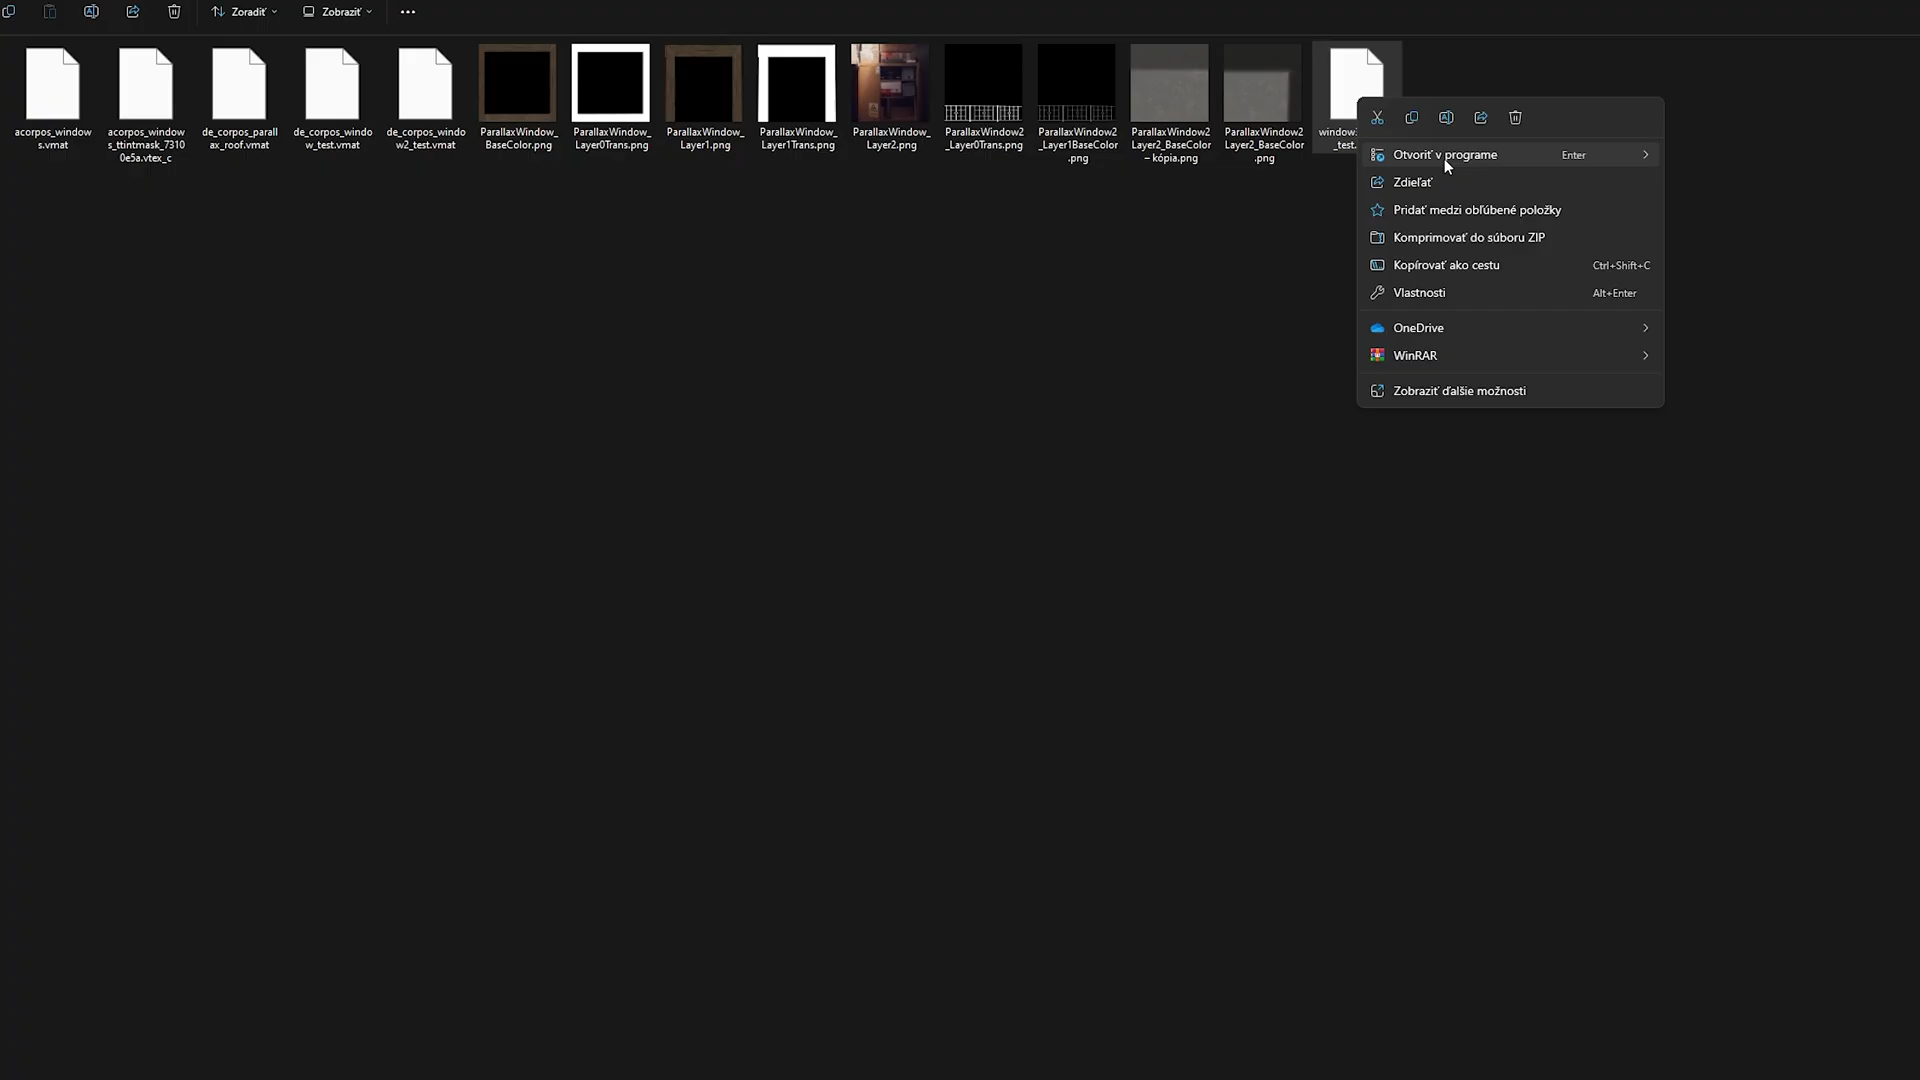 Zoradiť
Zobraziť
acorpos_window
s.vmat
acorpos_window
s_ttintmask_7310
0e5a.vtex_c
de_corpos_parall
ax_roof.vmat
de_corpos_windo
w_test.vmat
de_corpos_windo
w2_test.vmat
ParallaxWindow_
BaseColor.png
ParallaxWindow_
Layer0Trans.png
ParallaxWindow_
Layer1.png
ParallaxWindow_
Layer1Trans.png
ParallaxWindow_
Layer2.png
ParallaxWindow2
_Layer0Trans.png
ParallaxWindow2
_Layer1BaseColor
.png
ParallaxWindow2
Layer2_BaseColor
– kópia.png
ParallaxWindow2
Layer2_BaseColor
.png
_test.
Otvoriť v programe Enter
Zdieľať
Pridať medzi obľúbené položky
Komprimovať do súboru ZIP
Kopírovať ako cestu Ctrl+Shift+C
Vlastnosti Alt+Enter
OneDrive
WinRAR
Zobraziť ďalšie možnosti